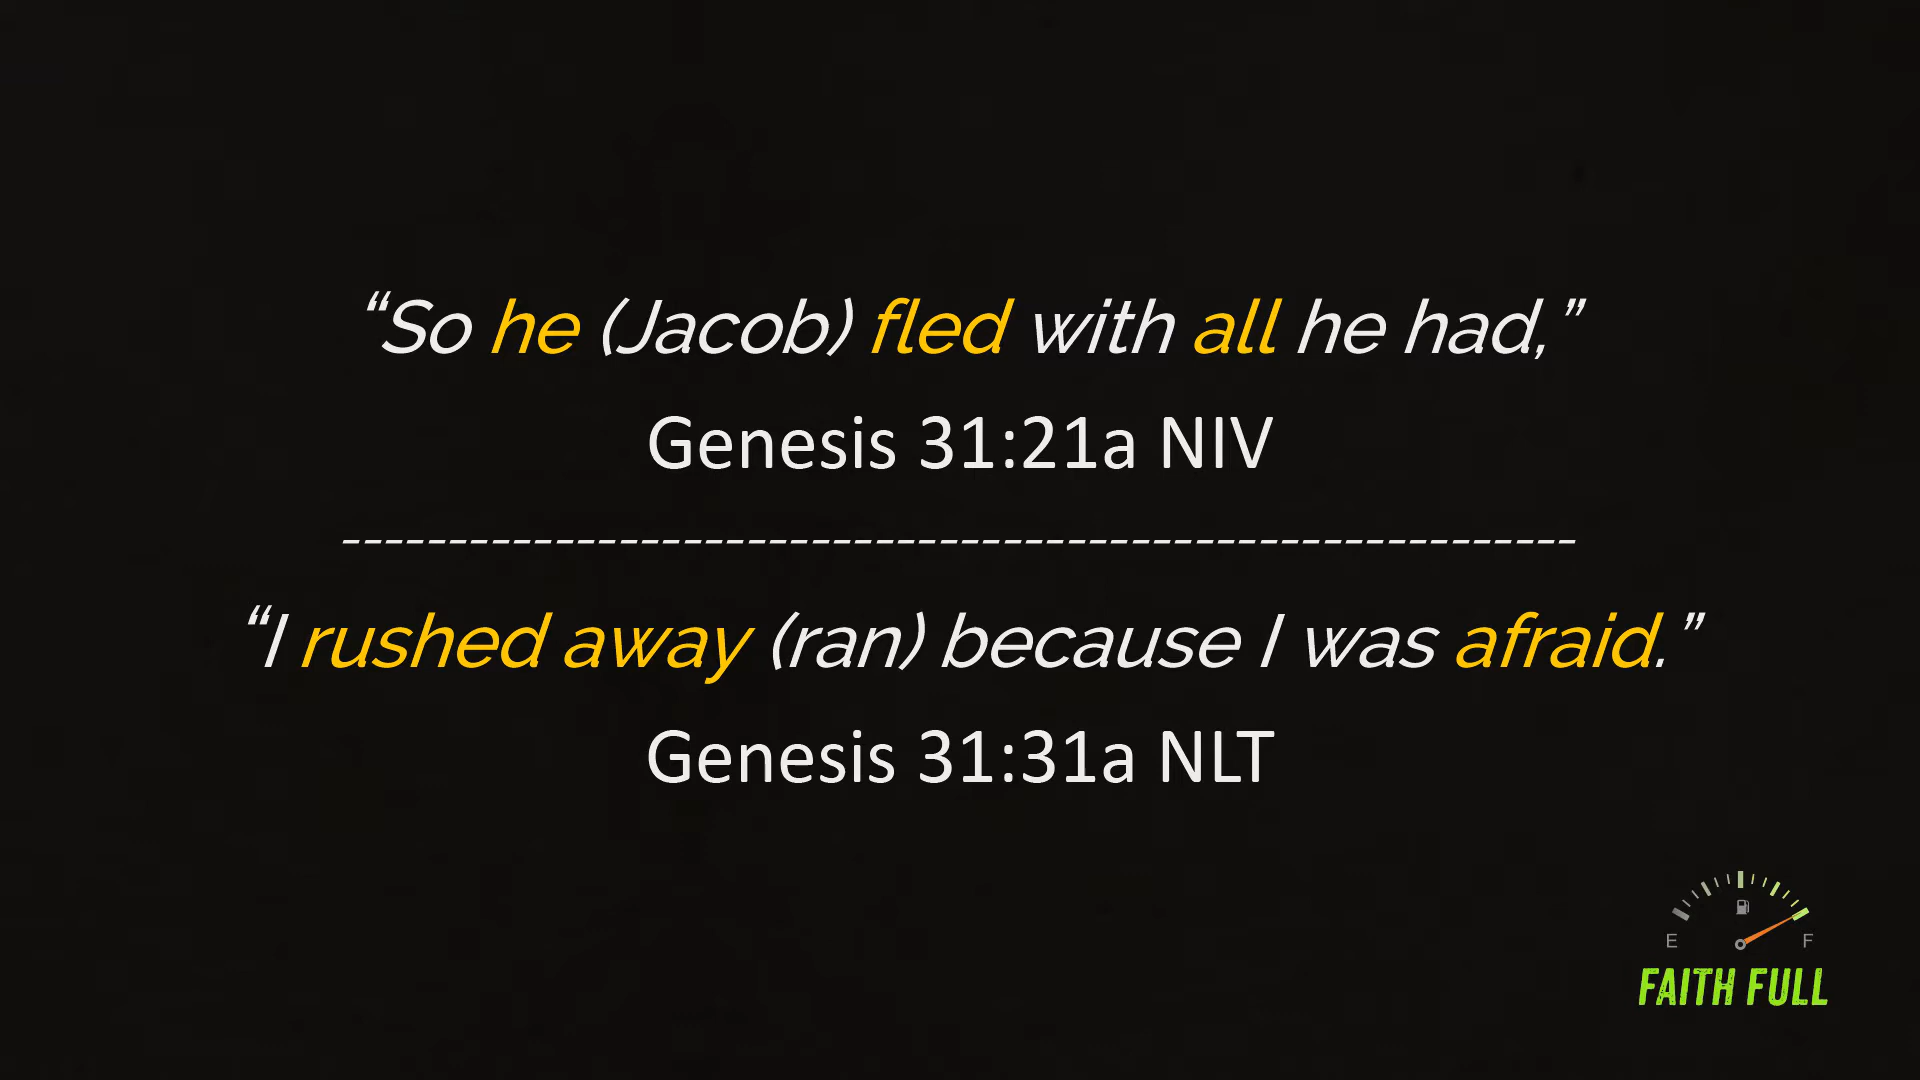 “So he (Jacob) fled with all he had,”
Genesis 31:21a NIV
----------------------------------------------------------
“I rushed away (ran) because I was afraid.”
Genesis 31:31a NLT
E F
FAITH FULL